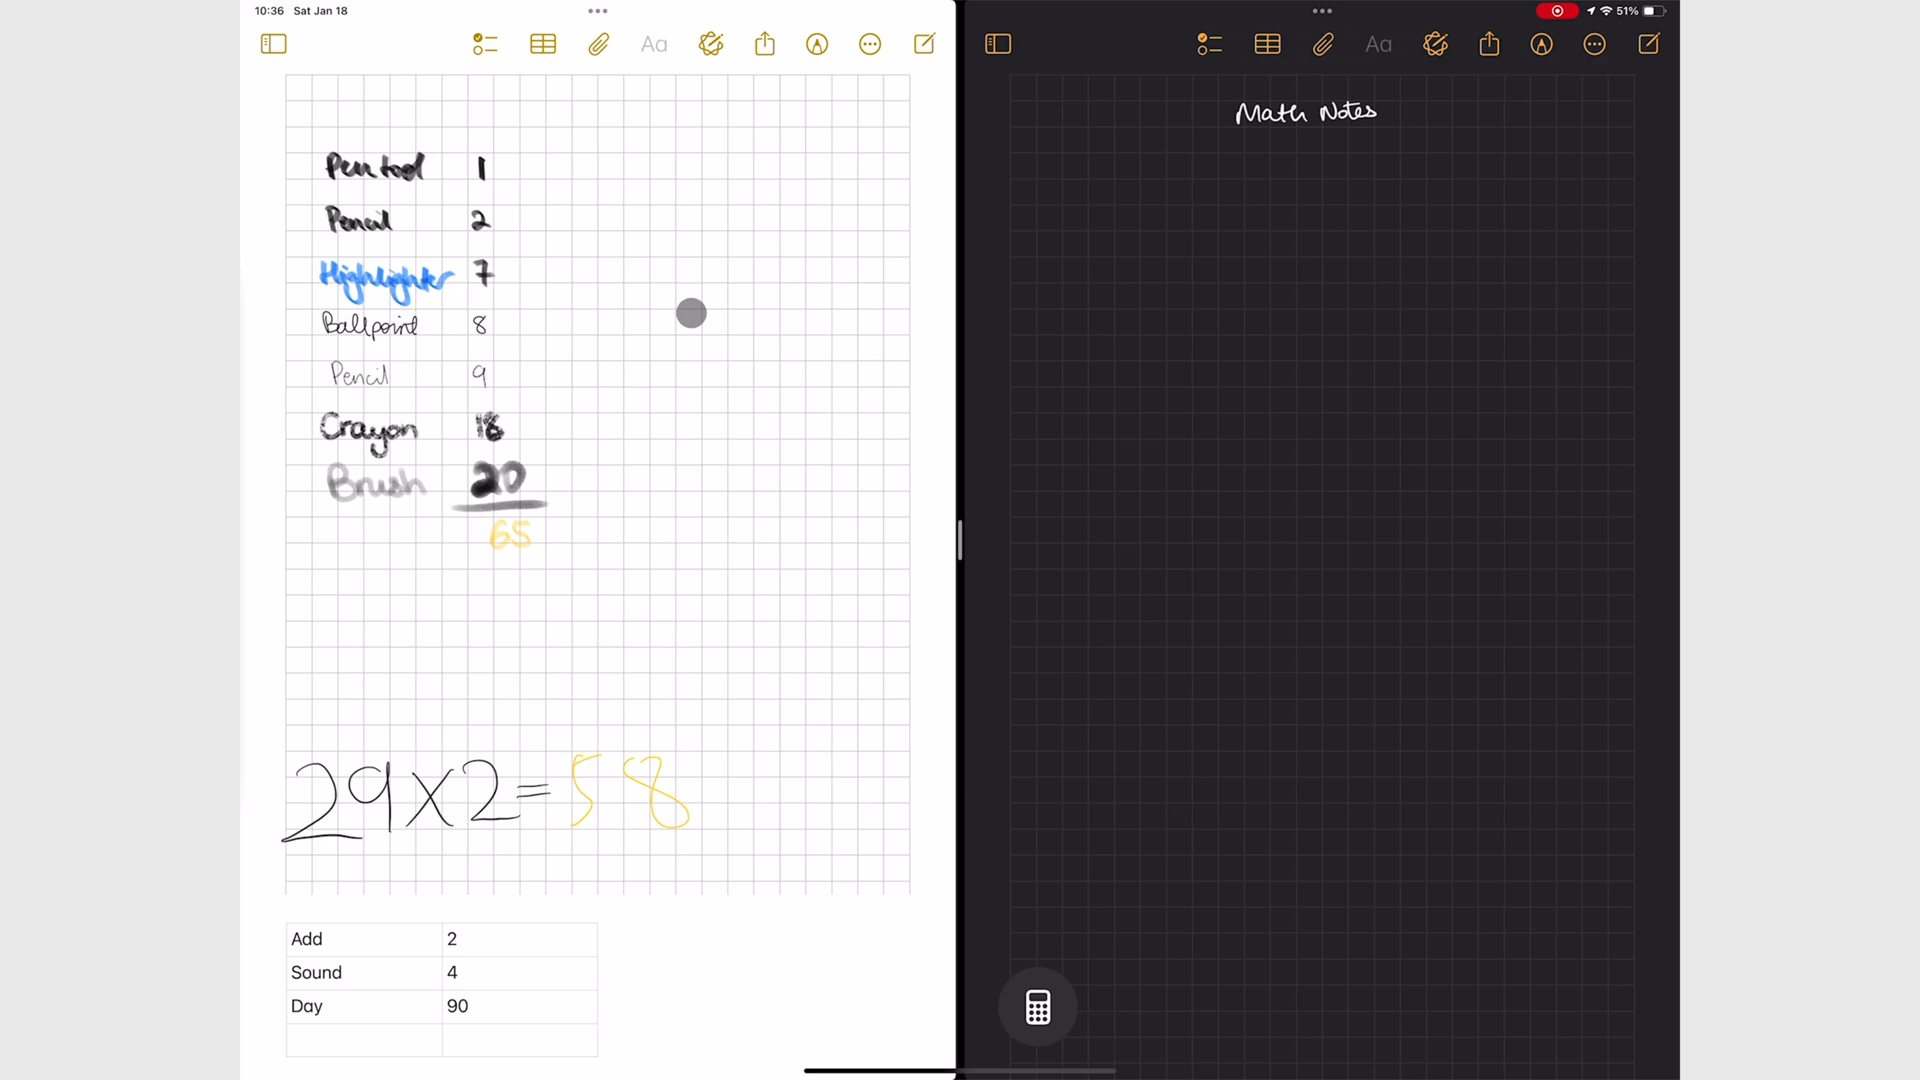 10:36 Sat Jan 18
51%
Aa
Aa
Math Notes
Pen tool 1
Pencil 2
Highlighter 7
Ballpoint 8
Pencil 9
Crayon 18
Brush 20
65
29x2=58
Add 2
Sound 4
Day 90